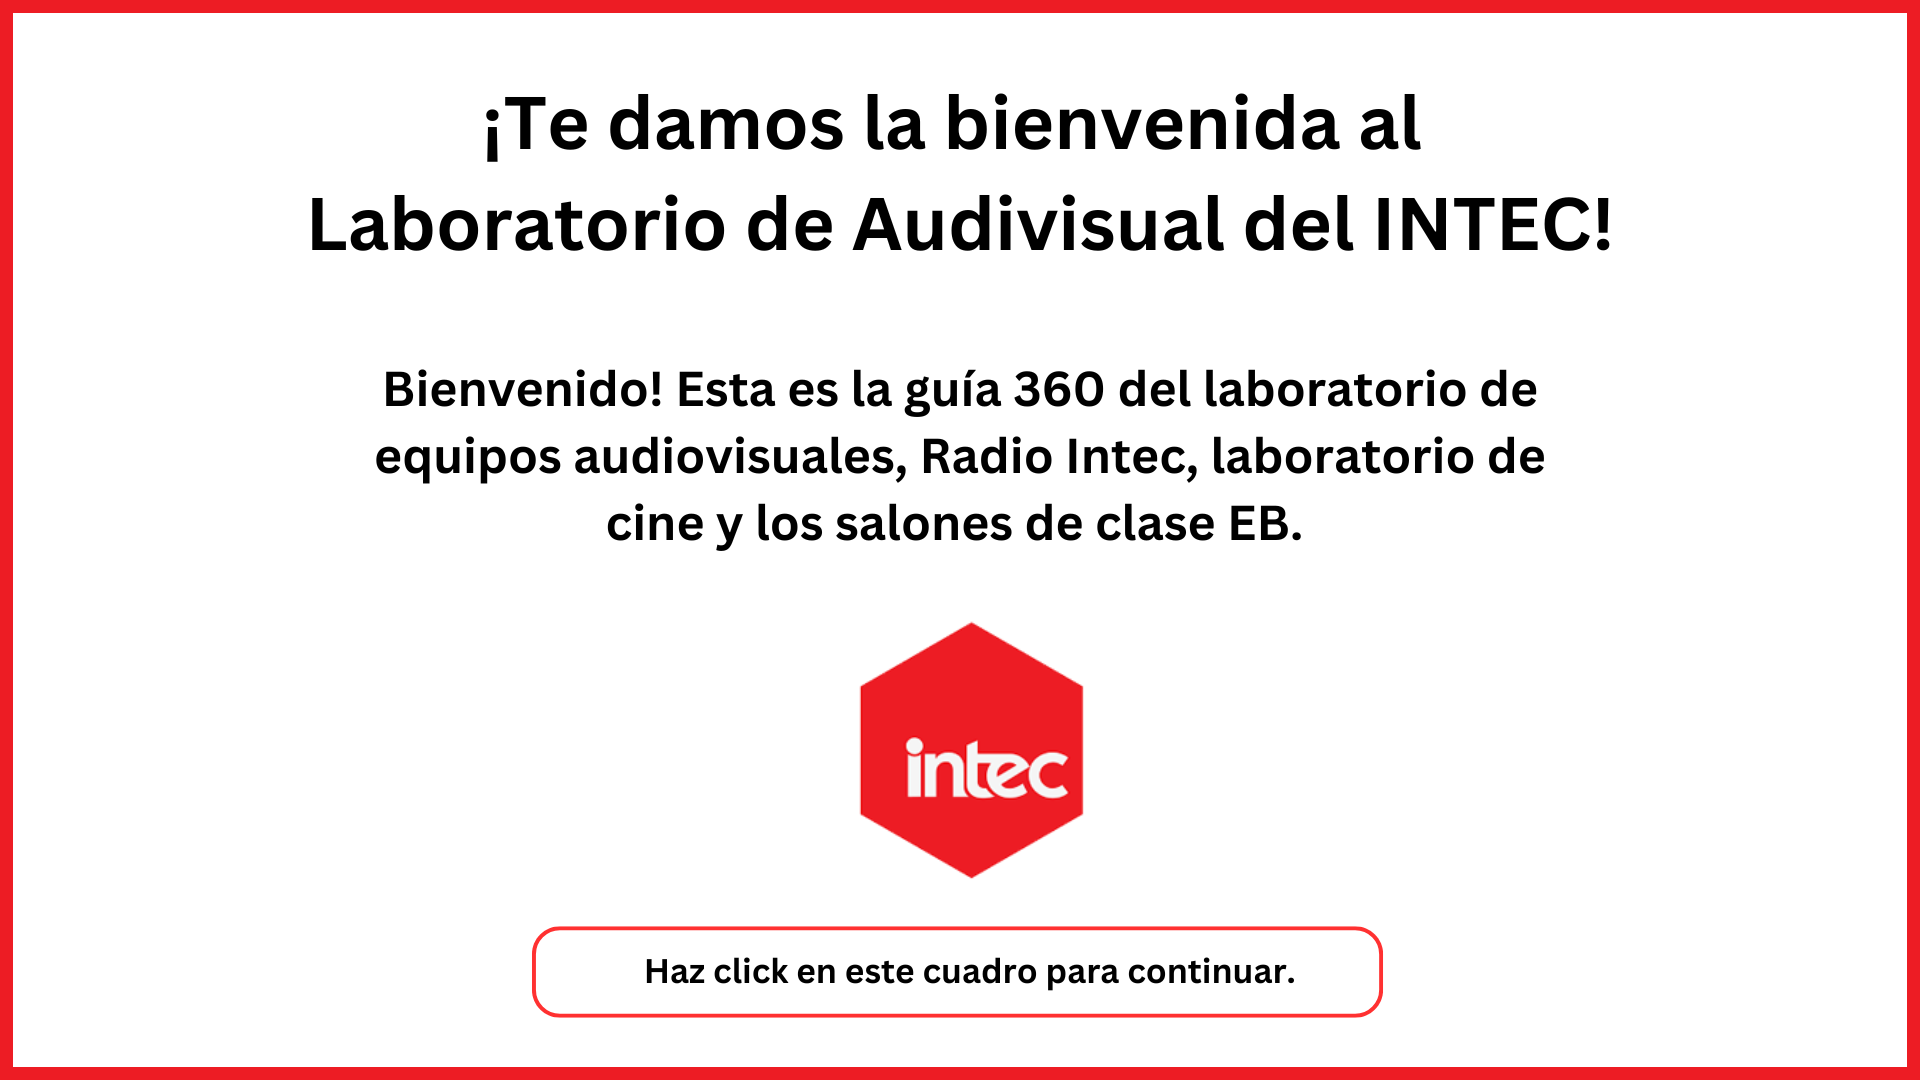 ¡Te damos la bienvenida al
Laboratorio de Audivisual del INTEC!
Bienvenido! Esta es la guía 360 del laboratorio de
equipos audiovisuales, Radio Intec, laboratorio de
cine y los salones de clase EB.
intec
Haz click en este cuadro para continuar.